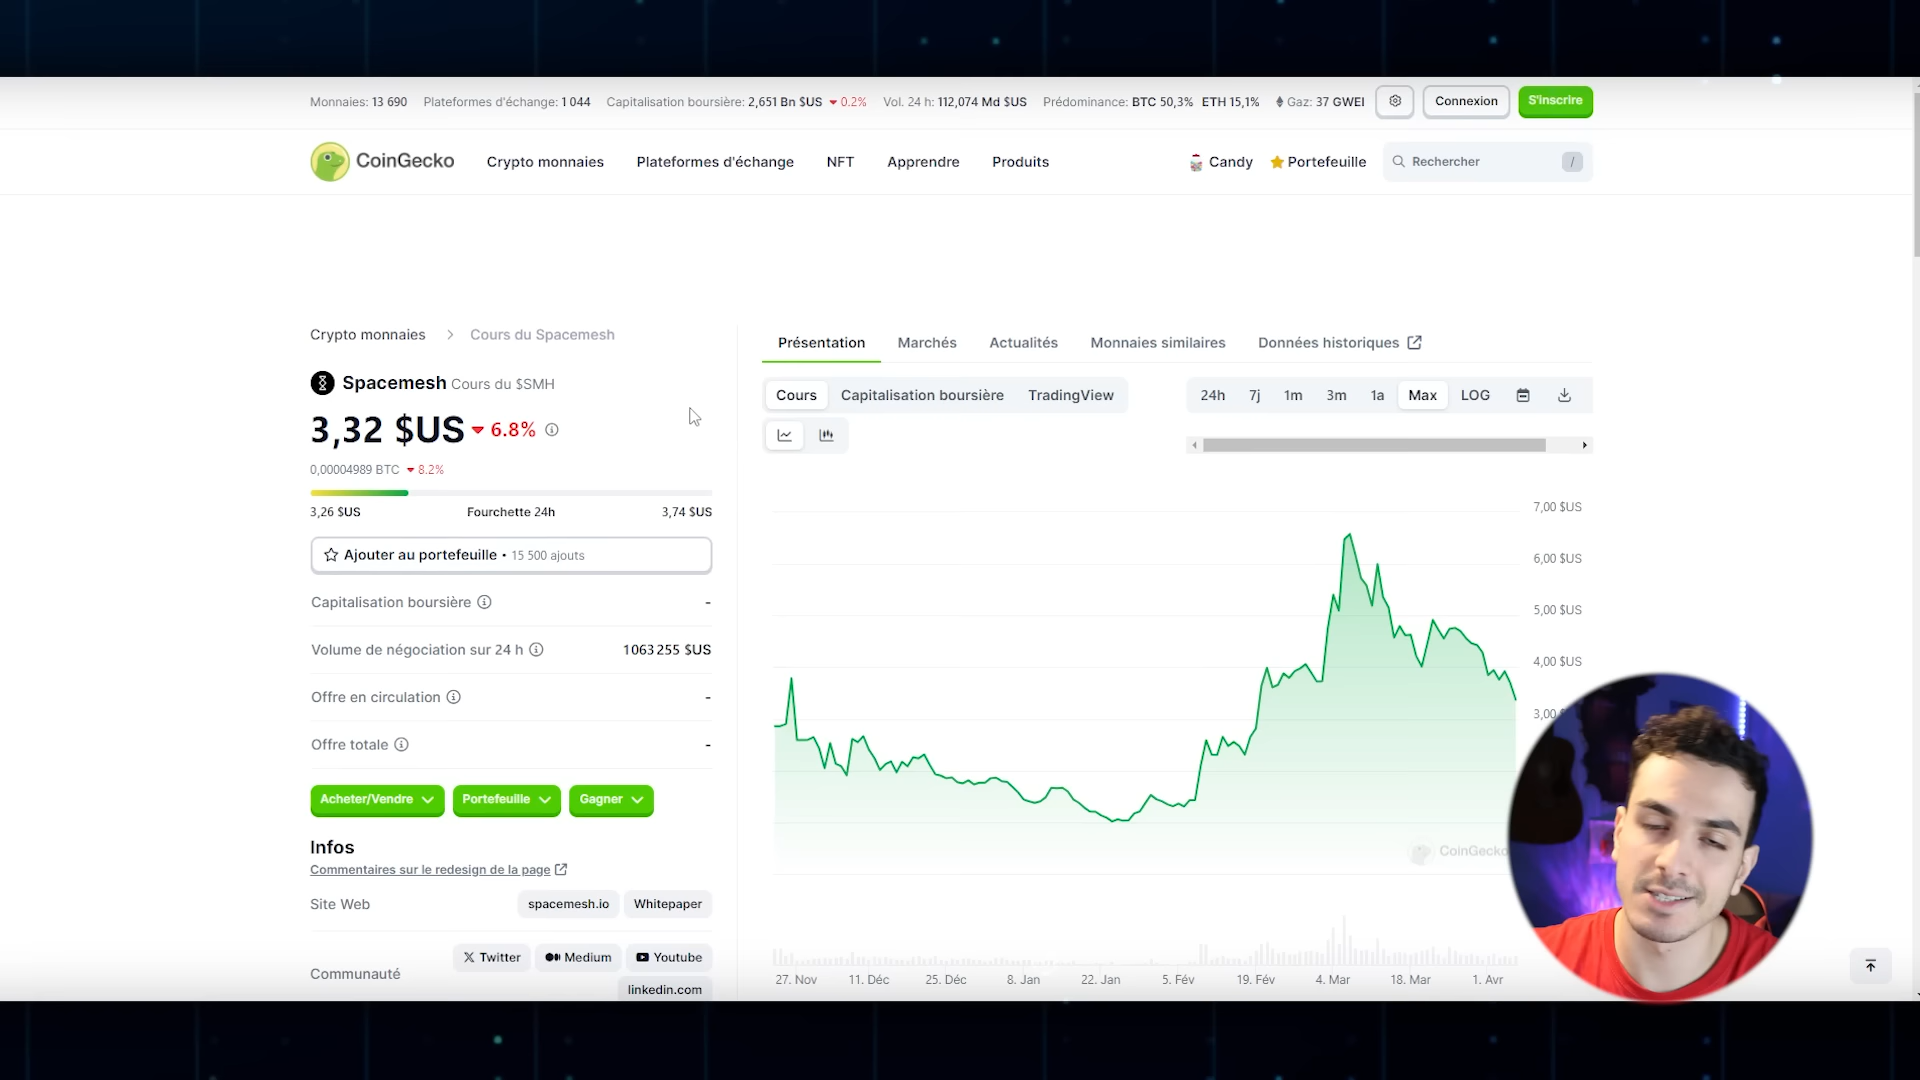 Monnaies: 13 690 Plateformes d'échange: 1 044 Capitalisation boursière: 2,651 Bn $US 0.2% Vol. 24 h: 112,074 Md $US Prédominance: BTC 50,3% ETH 15,1% Gaz: 37 GWEI Connexion S'inscrire
CoinGecko Crypto monnaies Plateformes d'échange NFT Apprendre Produits Candy Portefeuille Rechercher /
Crypto monnaies > Cours du Spacemesh
Spacemesh Cours du $SMH
3,32 $US 6.8%
0,00004989 BTC 8.2%
3,26 $US Fourchette 24h 3,74 $US
Ajouter au portefeuille • 15 500 ajouts
Capitalisation boursière -
Volume de négociation sur 24 h 1 063 255 $US
Offre en circulation -
Offre totale -
Acheter/Vendre Portefeuille Gagner
Infos
Commentaires sur le redesign de la page
Site Web spacemesh.io Whitepaper
Communauté Twitter Medium Youtube
linkedin.com
Présentation Marchés Actualités Monnaies similaires Données historiques
Cours Capitalisation boursière TradingView 24h 7j 1m 3m 1a Max LOG
7,00 $US
6,00 $US
5,00 $US
4,00 $US
3,00
CoinGecko
27. Nov 11. Déc 25. Déc 8. Jan 22. Jan 5. Fév 19. Fév 4. Mar 18. Mar 1. Avr